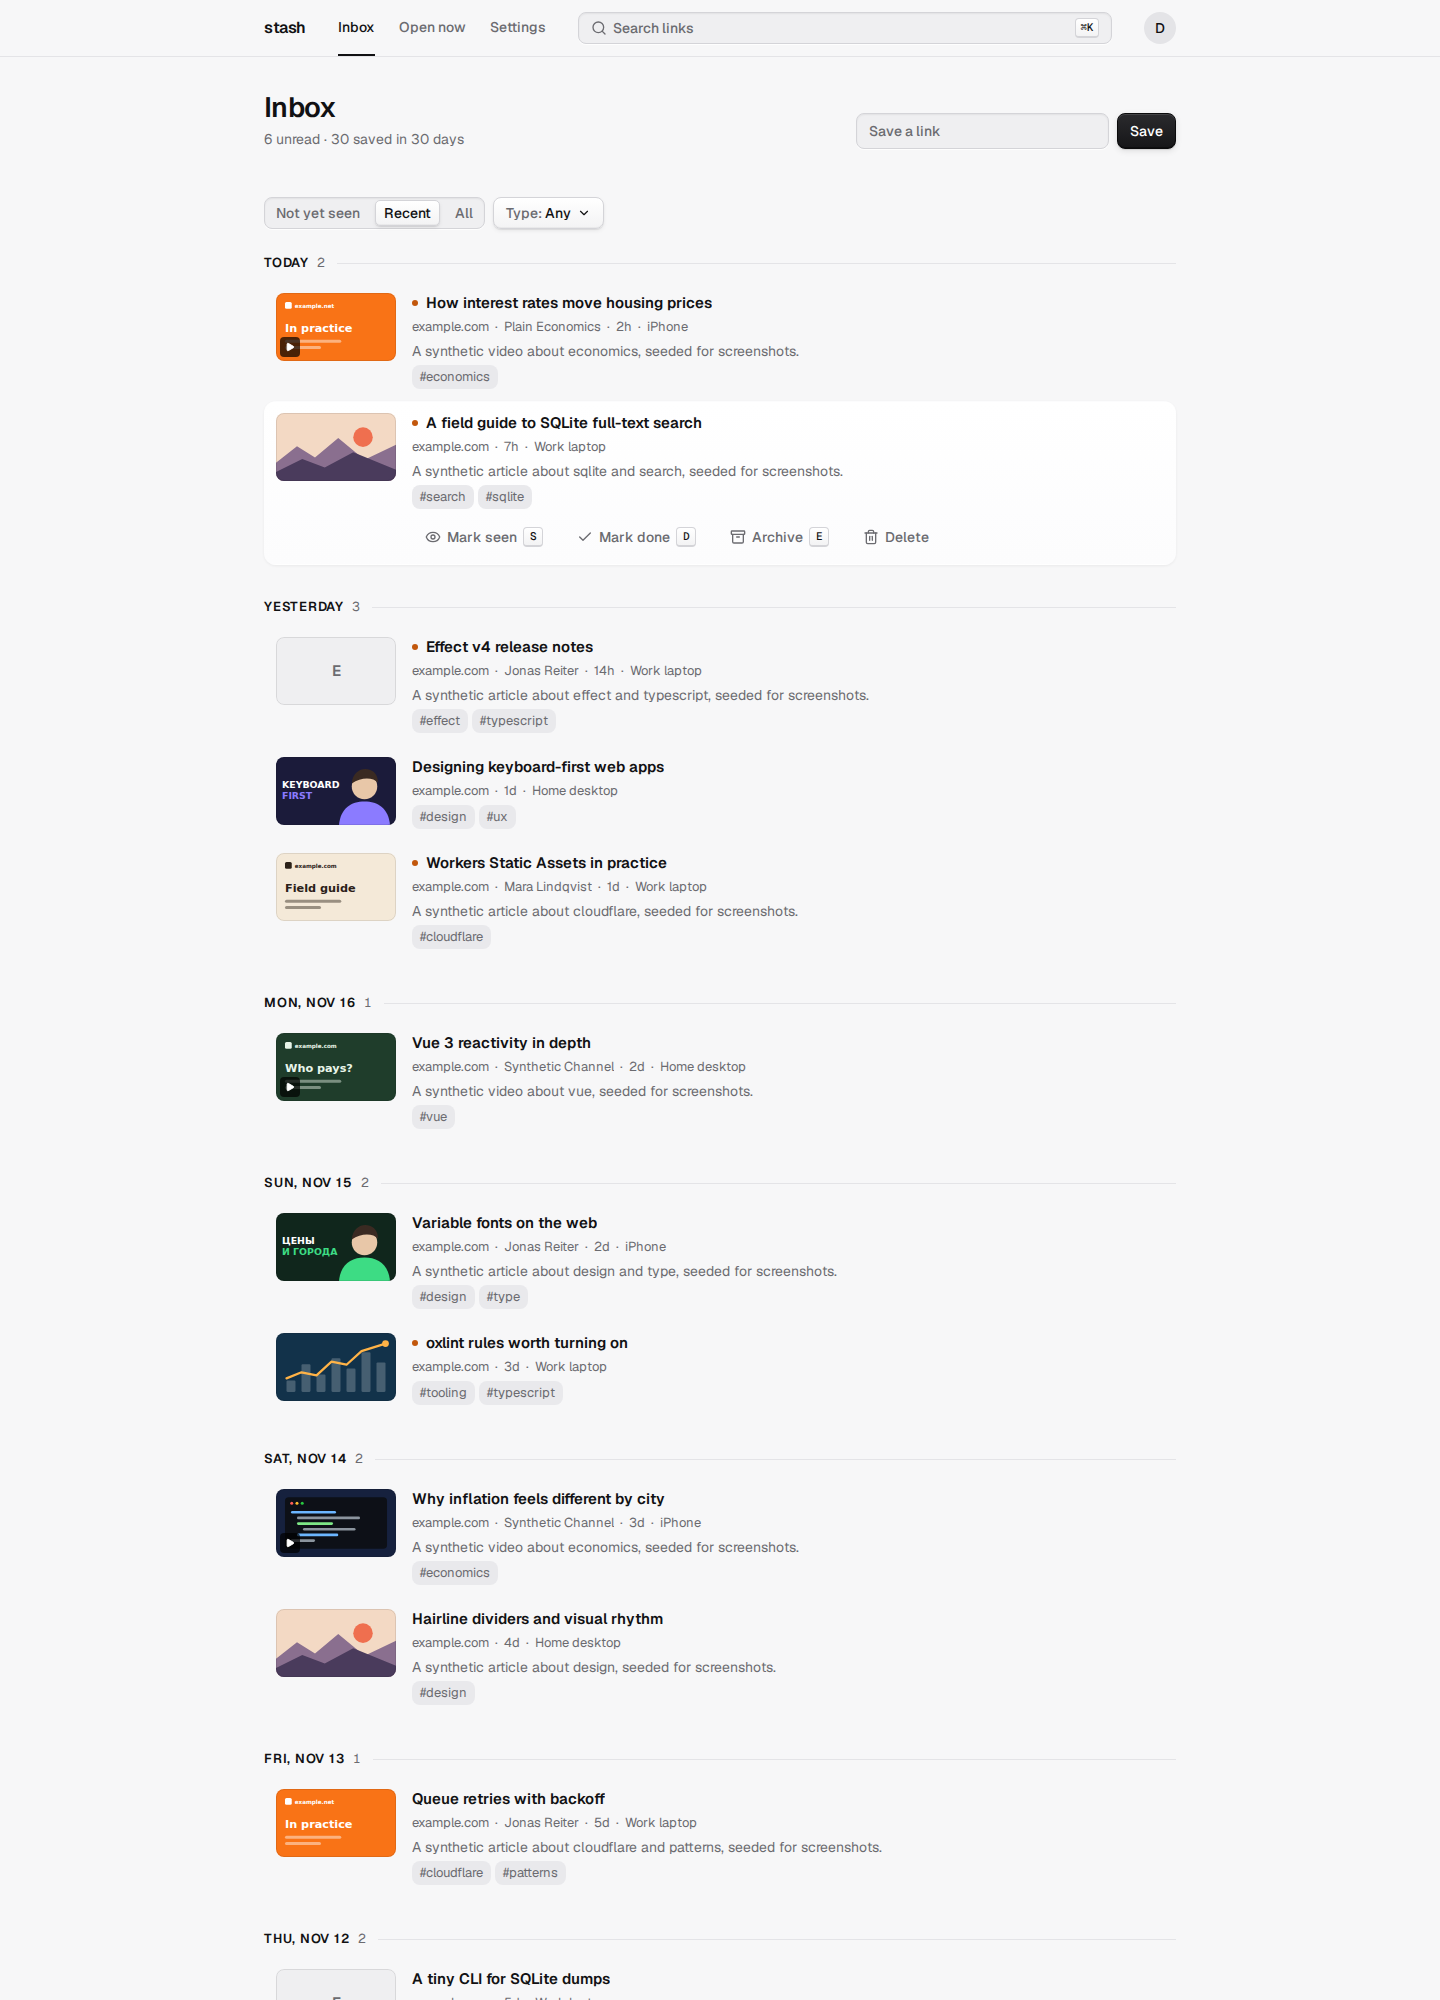 stash Inbox Open now Settings Search links ⌘K D
Inbox
6 unread · 30 saved in 30 days
Save a link Save
Not yet seen Recent All Type: Any
TODAY 2
example.net
In practice
How interest rates move housing prices
example.com · Plain Economics · 2h · iPhone
A synthetic video about economics, seeded for screenshots.
#economics
A field guide to SQLite full-text search
example.com · 7h · Work laptop
A synthetic article about sqlite and search, seeded for screenshots.
#search #sqlite
Mark seen S Mark done D Archive E Delete
YESTERDAY 3
E
Effect v4 release notes
example.com · Jonas Reiter · 14h · Work laptop
A synthetic article about effect and typescript, seeded for screenshots.
#effect #typescript
KEYBOARD
FIRST
Designing keyboard-first web apps
example.com · 1d · Home desktop
#design #ux
example.com
Field guide
Workers Static Assets in practice
example.com · Mara Lindqvist · 1d · Work laptop
A synthetic article about cloudflare, seeded for screenshots.
#cloudflare
MON, NOV 16 1
example.com
Who pays?
Vue 3 reactivity in depth
example.com · Synthetic Channel · 2d · Home desktop
A synthetic video about vue, seeded for screenshots.
#vue
SUN, NOV 15 2
ЦЕНЫ
И ГОРОДА
Variable fonts on the web
example.com · Jonas Reiter · 2d · iPhone
A synthetic article about design and type, seeded for screenshots.
#design #type
oxlint rules worth turning on
example.com · 3d · Work laptop
#tooling #typescript
SAT, NOV 14 2
Why inflation feels different by city
example.com · Synthetic Channel · 3d · iPhone
A synthetic video about economics, seeded for screenshots.
#economics
Hairline dividers and visual rhythm
example.com · 4d · Home desktop
A synthetic article about design, seeded for screenshots.
#design
FRI, NOV 13 1
example.net
In practice
Queue retries with backoff
example.com · Jonas Reiter · 5d · Work laptop
A synthetic article about cloudflare and patterns, seeded for screenshots.
#cloudflare #patterns
THU, NOV 12 2
A tiny CLI for SQLite dumps